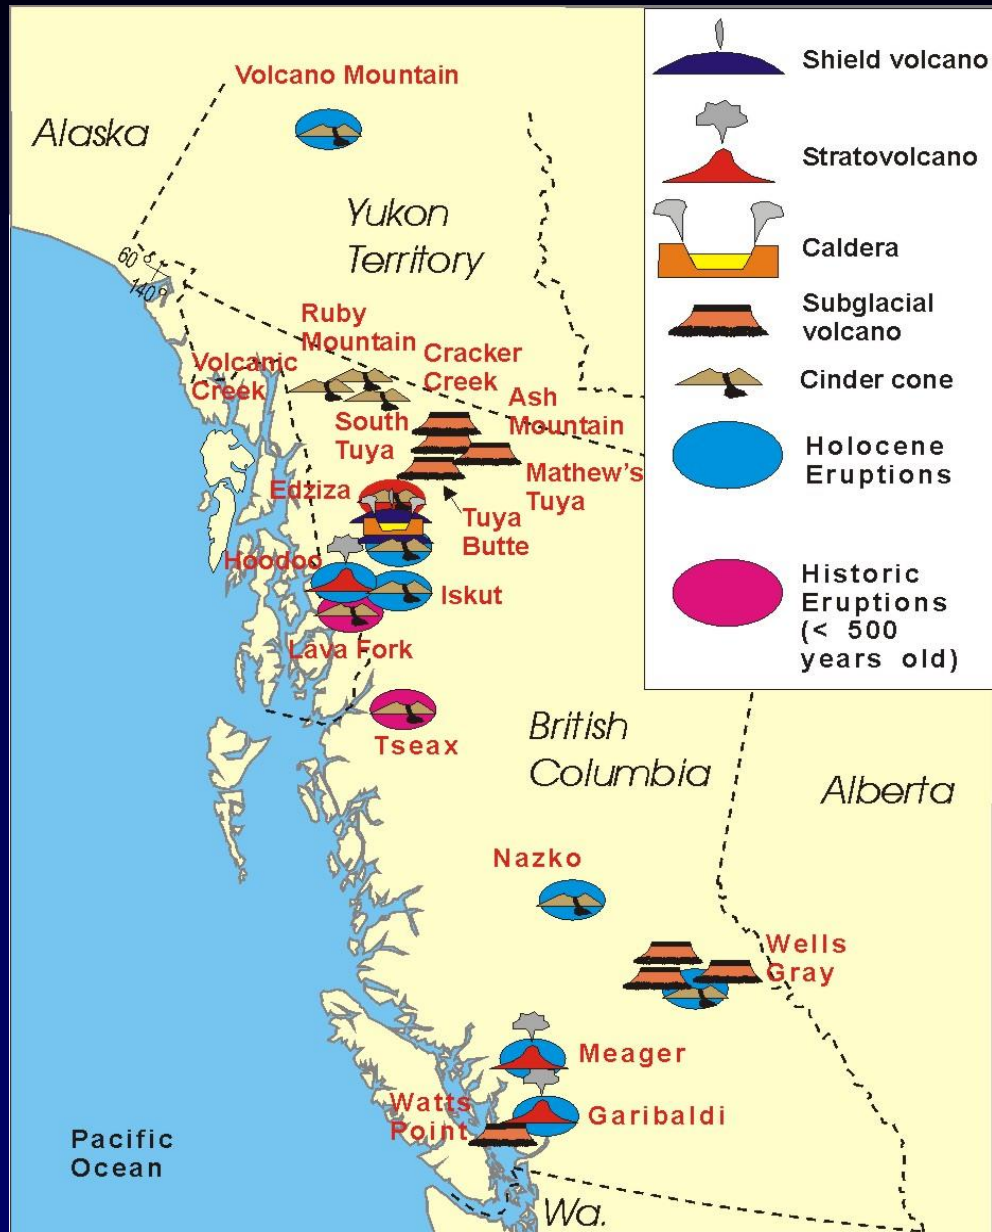 Volcano Mountain
Alaska
Yukon
Territory
60°
140°
Ruby
Mountain
Volcanic
Creek
Cracker
Creek
Ash
Mountain
South
Tuya
Mathew's
Tuya
Edziza
Tuya
Butte
Hoodoo
Iskut
Lava Fork
Tseax
British
Columbia
Alberta
Nazko
Wells
Gray
Meager
Watts
Point
Garibaldi
Pacific
Ocean
Wa.
Shield volcano
Stratovolcano
Caldera
Subglacial
volcano
Cinder cone
Holocene
Eruptions
Historic
Eruptions
(< 500
years old)